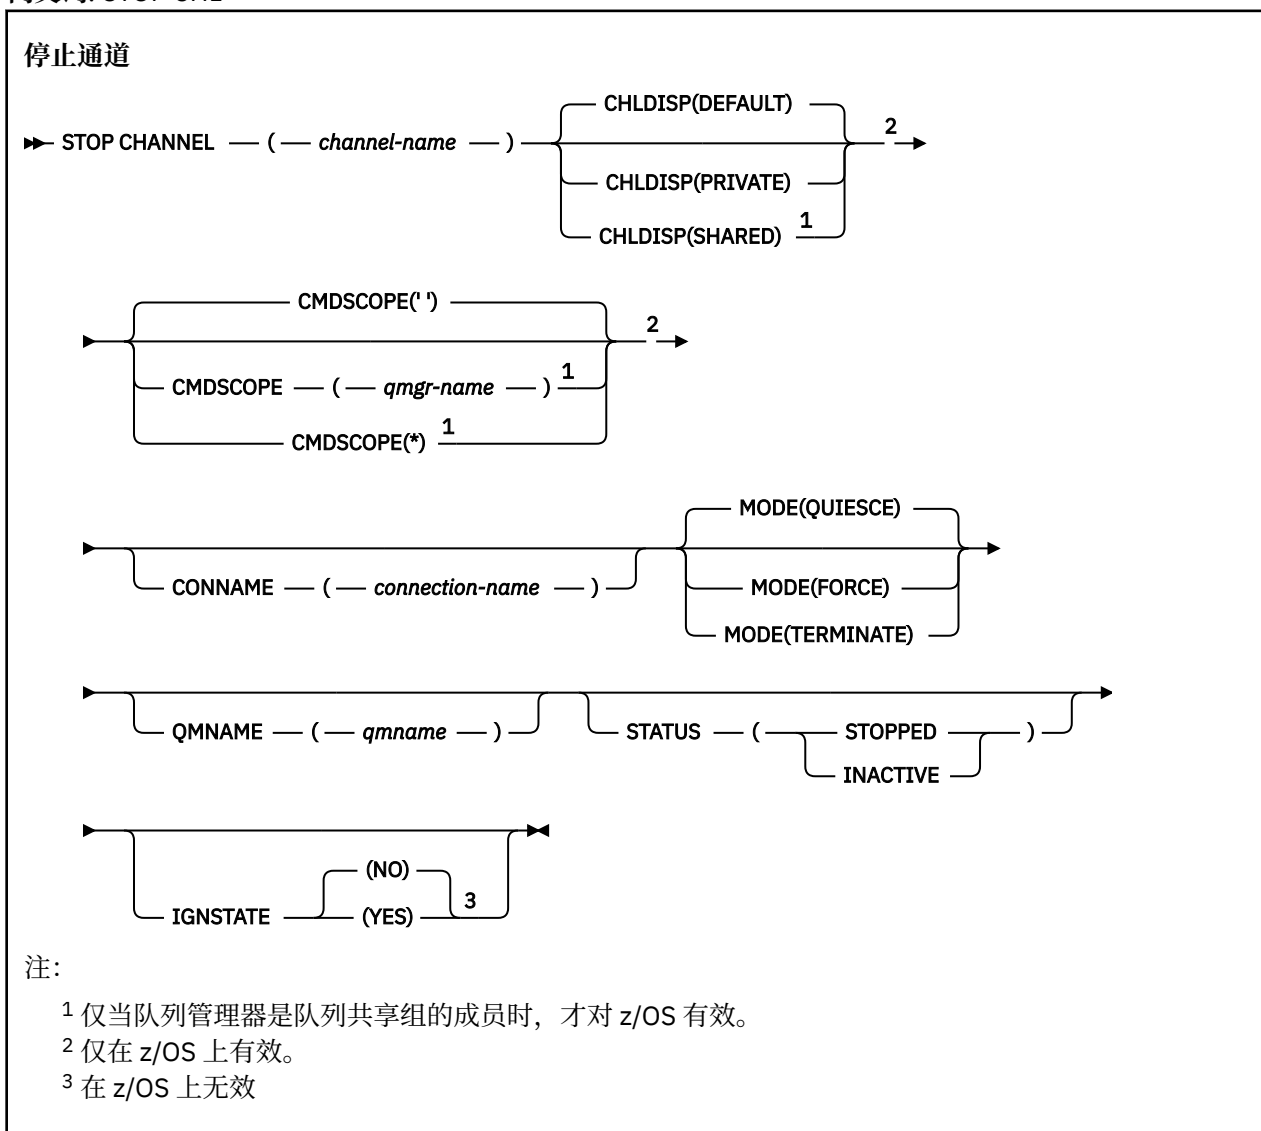 停止通道
CHLDISP(DEFAULT)
STOP CHANNEL ( channel-name ) 2
CHLDISP(PRIVATE)
CHLDISP(SHARED) 1
CMDSCOPE(' ')
2
CMDSCOPE ( qmgr-name ) 1
CMDSCOPE(*) 1
MODE(QUIESCE)
CONNAME ( connection-name ) MODE(FORCE)
MODE(TERMINATE)
QMNAME ( qmname ) STATUS ( STOPPED )
INACTIVE
(NO)
IGNSTATE (YES) 3
注:
1 仅当队列管理器是队列共享组的成员时，才对 z/OS 有效。
2 仅在 z/OS 上有效。
3 在 z/OS 上无效